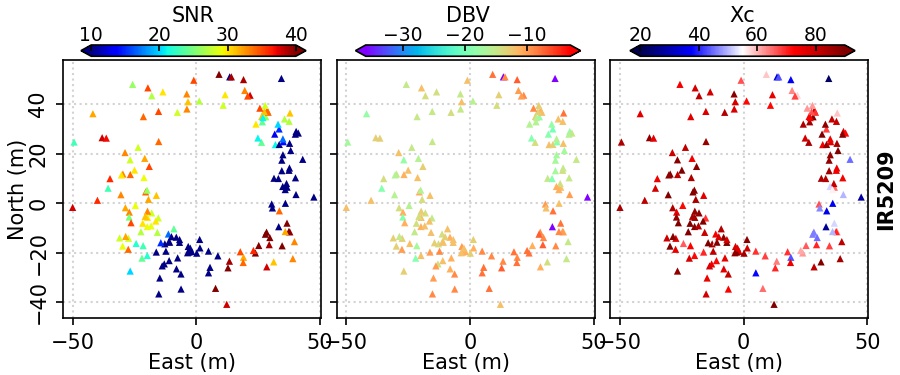 SNR DBV Xc
10 20 30 40 −30 −20 −10 20 40 60 80
40
20
0
−20
−40
North (m)
IR5209
−50 0 50 −50 0 50 −50 0 50
East (m) East (m) East (m)